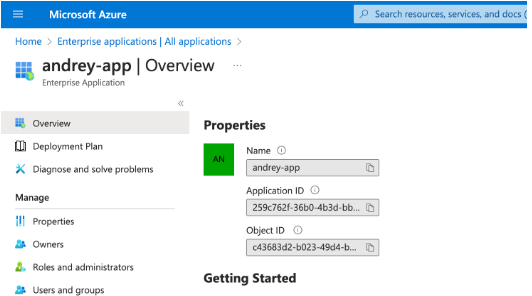 Microsoft Azure
Search resources, services, and docs (
Home > Enterprise applications | All applications >
andrey-app | Overview ...
Enterprise Application
«
Overview
Deployment Plan
Diagnose and solve problems
Manage
Properties
Owners
Roles and administrators
Users and groups
Properties
AN
Name
andrey-app
Application ID
259c762f-36b0-4b3d-bb...
Object ID
c43683d2-b023-49d4-b...
Getting Started